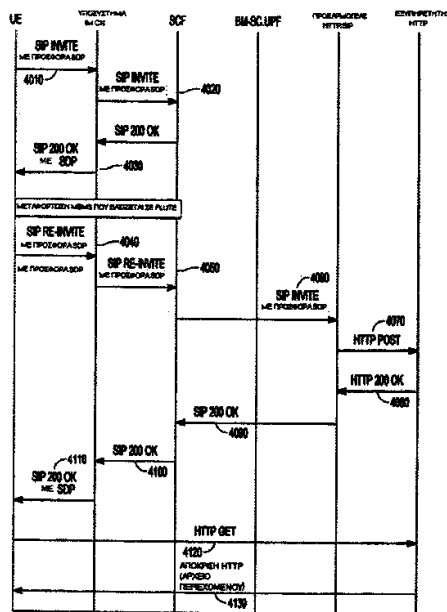 UE
ΥΠΟΣΥΣΤΗΜΑ
IM CN
SCF
BM-SC.UPF
ΠΡΟΣΑΡΜΟΓΕΑΣ
HTTP/SIP
ΕΞΥΠΗΡΕΤΗΤΗΣ
HTTP
SIP INVITE
ΜΕ ΠΡΟΣΦΟΡΑ SDP
4010
SIP INVITE
ΜΕ ΠΡΟΣΦΟΡΑ SDP
4020
SIP 200 OK
SIP 200 OK
ΜΕ SDP
4030
ΜΕΤΑΦΟΡΤΩΣΗ MBMS ΠΟΥ ΒΑΣΙΖΕΤΑΙ ΣΕ FLUTE
SIP RE-INVITE
ΜΕ ΠΡΟΣΦΟΡΑ SDP
4040
ΜΕ ΠΡΟΣΦΟΡΑ SDP
SIP RE-INVITE
ΜΕ ΠΡΟΣΦΟΡΑ SDP
4050
4060
SIP INVITE
ΜΕ ΠΡΟΣΦΟΡΑ SDP
4070
HTTP POST
HTTP 200 OK
4080
SIP 200 OK
4090
SIP 200 OK
4100
4110
SIP 200 OK
ΜΕ SDP
HTTP GET
4120
ΑΠΟΚΡΙΣΗ HTTP
(ΑΡΧΕΙΟ
ΠΕΡΙΕΧΟΜΕΝΟΥ)
4130